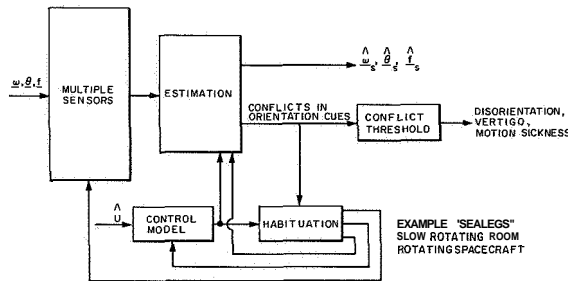 ω, θ, f
MULTIPLE
SENSORS
ESTIMATION
ω̂s, θ̂s, f̂s
CONFLICTS IN
ORIENTATION CUES
CONFLICT
THRESHOLD
DISORIENTATION,
VERTIGO,
MOTION SICKNESS
Û
CONTROL
MODEL
HABITUATION
EXAMPLE "SEALEGS"
SLOW ROTATING ROOM
ROTATING SPACECRAFT